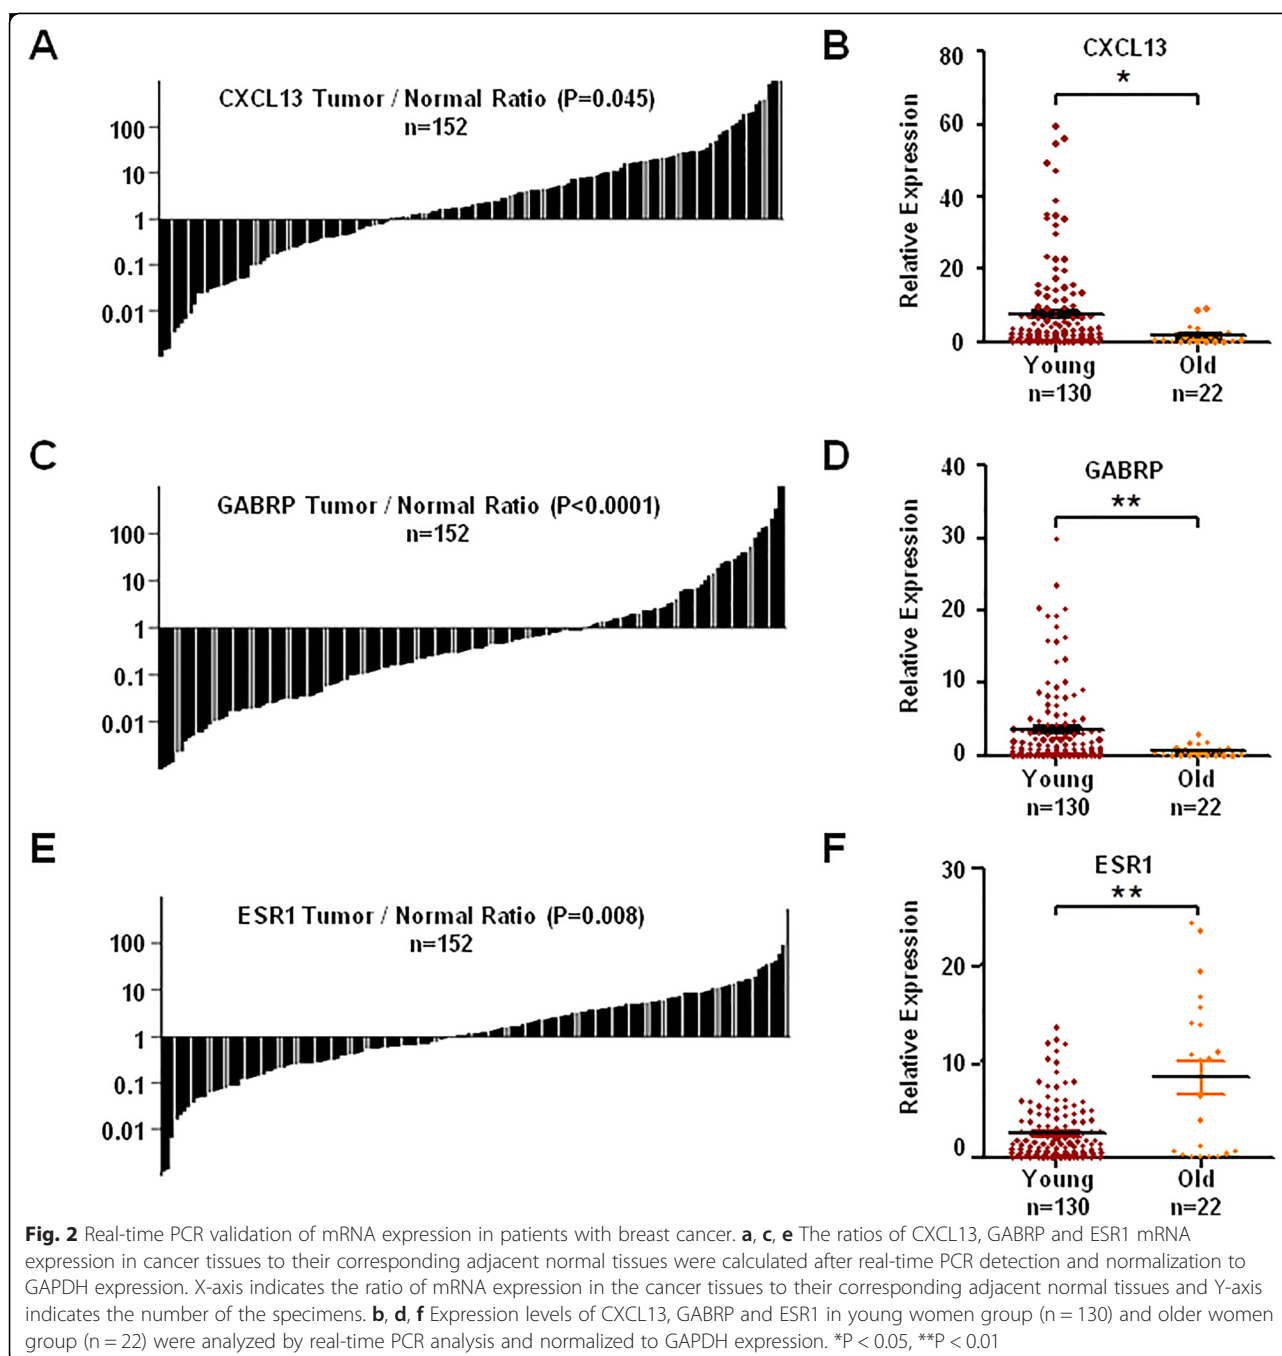 A
CXCL13 Tumor / Normal Ratio (P=0.045)
n=152
100
10
1
0.1
0.01
B
CXCL13
*
80
60
40
20
0
Relative Expression
Young
n=130
Old
n=22
C
GABRP Tumor / Normal Ratio (P<0.0001)
n=152
100
10
1
0.1
0.01
D
GABRP
**
40
30
20
10
0
Relative Expression
Young
n=130
Old
n=22
E
ESR1 Tumor / Normal Ratio (P=0.008)
n=152
100
10
1
0.1
0.01
F
ESR1
**
30
20
10
0
Relative Expression
Young
n=130
Old
n=22
Fig. 2 Real-time PCR validation of mRNA expression in patients with breast cancer. a, c, e The ratios of CXCL13, GABRP and ESR1 mRNA
expression in cancer tissues to their corresponding adjacent normal tissues were calculated after real-time PCR detection and normalization to
GAPDH expression. X-axis indicates the ratio of mRNA expression in the cancer tissues to their corresponding adjacent normal tissues and Y-axis
indicates the number of the specimens. b, d, f Expression levels of CXCL13, GABRP and ESR1 in young women group (n = 130) and older women
group (n = 22) were analyzed by real-time PCR analysis and normalized to GAPDH expression. *P < 0.05, **P < 0.01